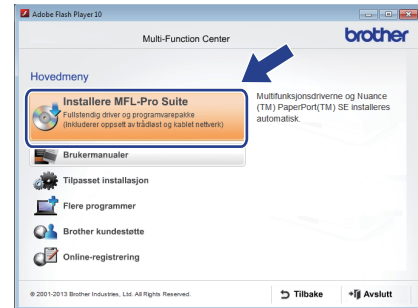 Adobe Flash Player 10
Multi-Function Center
brother
Hovedmeny
Installere MFL-Pro Suite
Fullstendig driver og programvarepakke
(Inkluderer oppsett av trådløst og kablet nettverk)
Multifunksjonsdriverne og Nuance
(TM) PaperPort(TM) SE installeres
automatisk.
Brukermanualer
Tilpasset installasjon
Flere programmer
Brother kundestøtte
Online-registrering
© 2001-2013 Brother Industries, Ltd. All Rights Reserved.
Tilbake
Avslutt